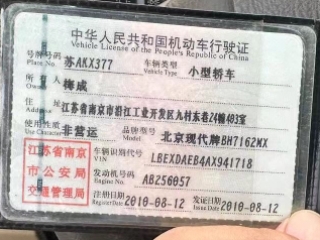 中华人民共和国机动车行驶证
Vehicle License of the People's Republic of China
号牌号码 苏AKX377 车辆类型 小型轿车
Plate No. Vehicle Type
所有人 梅成
Owner
住址 江苏省南京市沿江工业开发区九村东巷24幢403室
Address
使用性质 非营运 品牌型号 北京现代牌BH7162MX
Use Character Model
江苏省南京 车辆识别代号 LBEXDAEB4AX941718
VIN
市公安局 发动机号码 AB256057
Engine No.
交通管理局 注册日期 2010-08-12 发证日期 2010-08-12
Register Date Issue Date